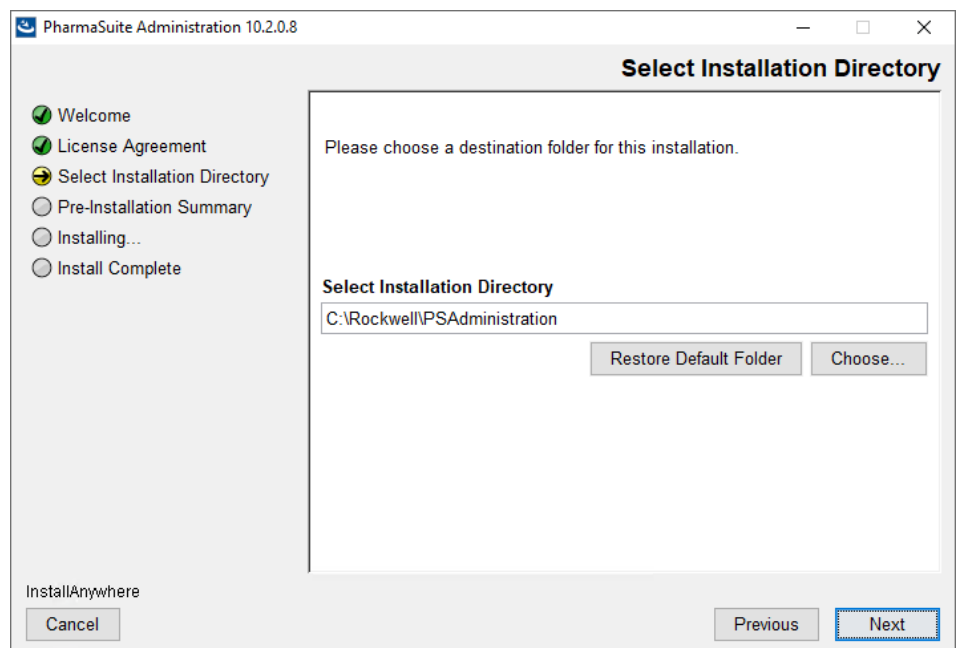 PharmaSuite Administration 10.2.0.8
Select Installation Directory
Welcome
License Agreement
Select Installation Directory
Pre-Installation Summary
Installing...
Install Complete
Please choose a destination folder for this installation.
Select Installation Directory
C:\Rockwell\PSAdministration
Restore Default Folder
Choose...
InstallAnywhere
Cancel
Previous
Next